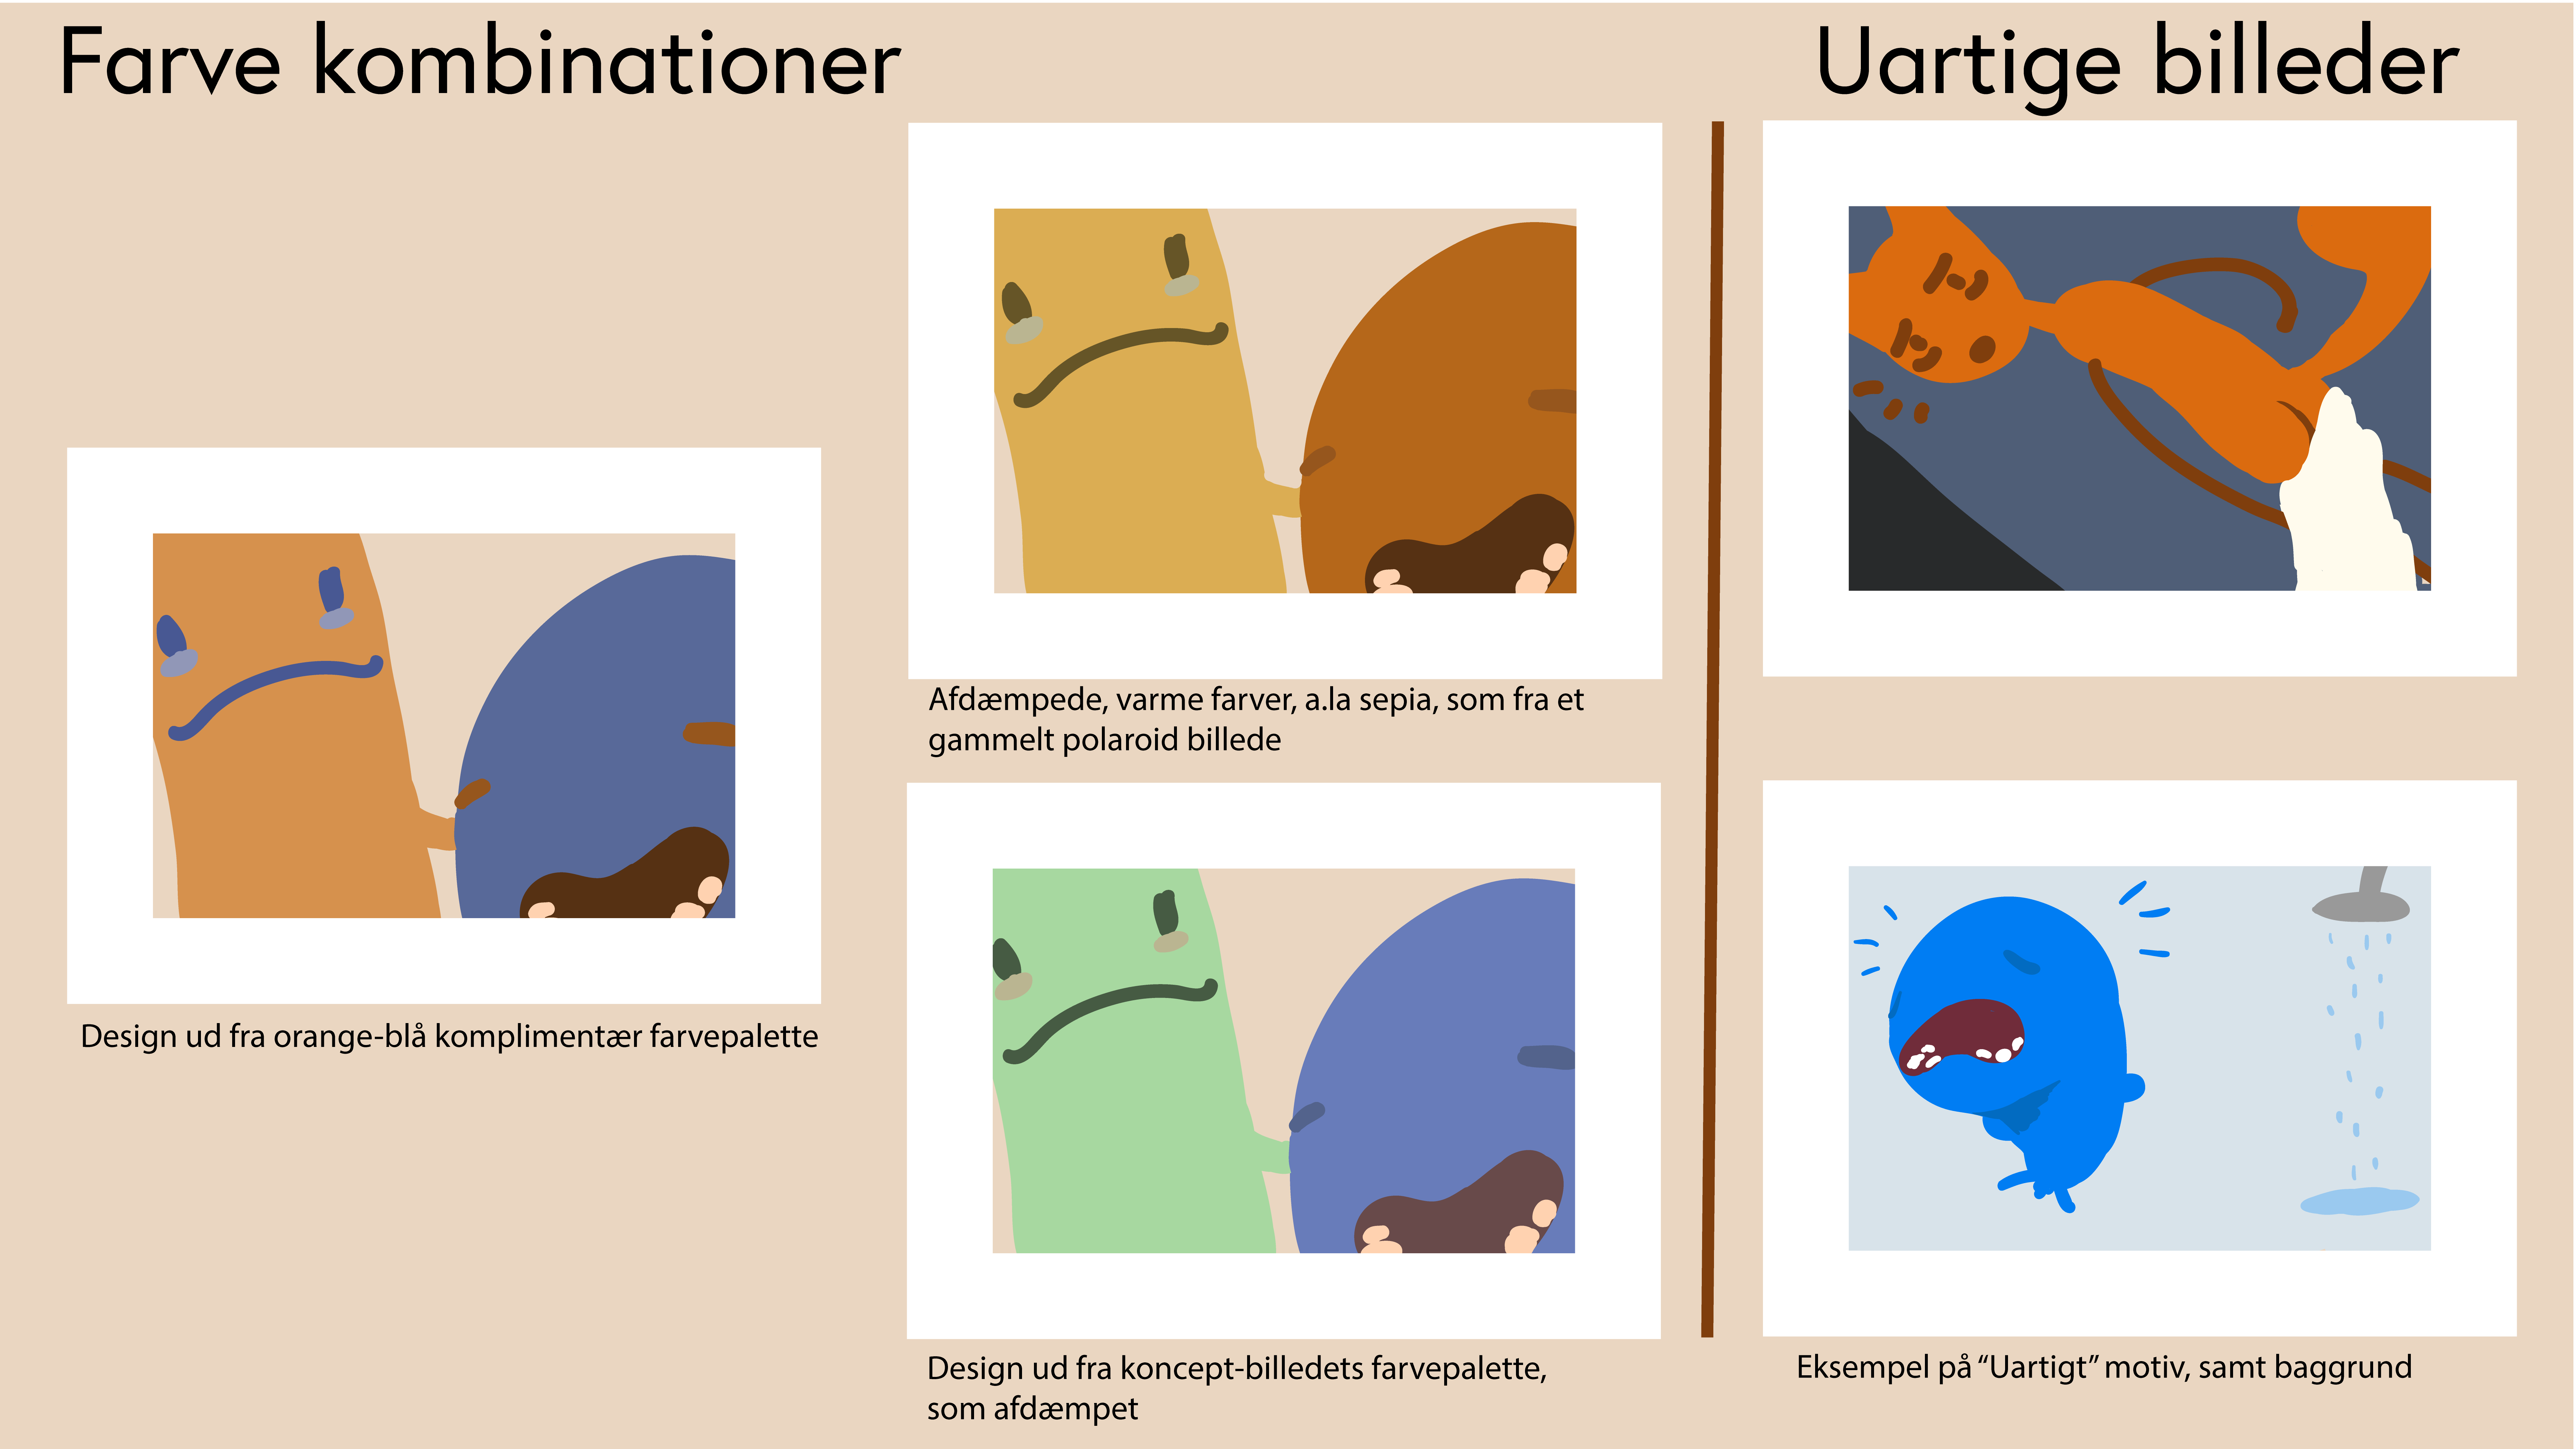 Farve kombinationer
Uartige billeder
Afdæmpede, varme farver, a.la sepia, som fra et
gammelt polaroid billede
Design ud fra orange-blå komplimentær farvepalette
Design ud fra koncept-billedets farvepalette,
som afdæmpet
Eksempel på “Uartigt” motiv, samt baggrund